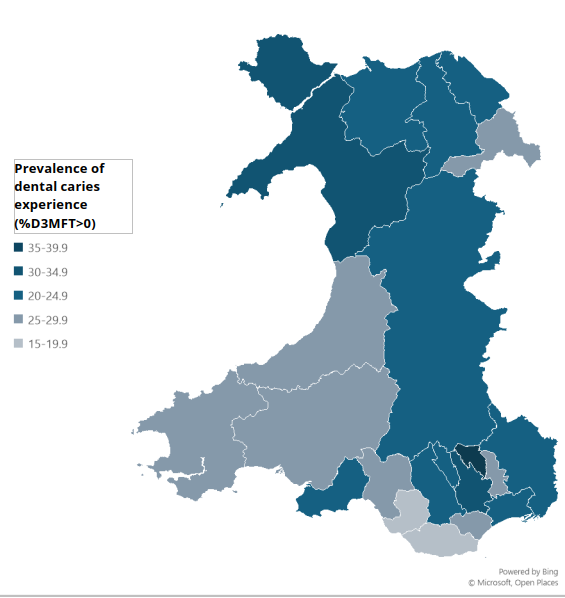 Prevalence of
dental caries
experience
(%D3MFT>0)
35-39.9
30-34.9
20-24.9
25-29.9
15-19.9
Powered by Bing
© Microsoft, Open Places